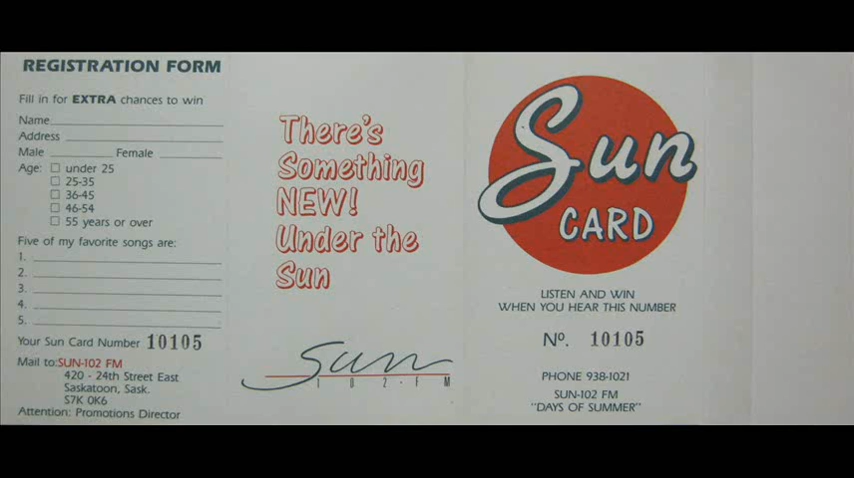 REGISTRATION FORM
Fill in for EXTRA chances to win
Name
Address
Male Female
Age: under 25
25-35
36-45
46-54
55 years or over
Five of my favorite songs are:
1.
2.
3.
4.
5.
Your Sun Card Number 10105
Mail to: SUN-102 FM
420 - 24th Street East
Saskatoon, Sask.
S7K 0K6
Attention: Promotions Director
There's
Something
NEW!
Under the
Sun
Sun
102·FM
Sun
CARD
LISTEN AND WIN
WHEN YOU HEAR THIS NUMBER
Nº. 10105
PHONE 938-1021
SUN-102 FM
"DAYS OF SUMMER"